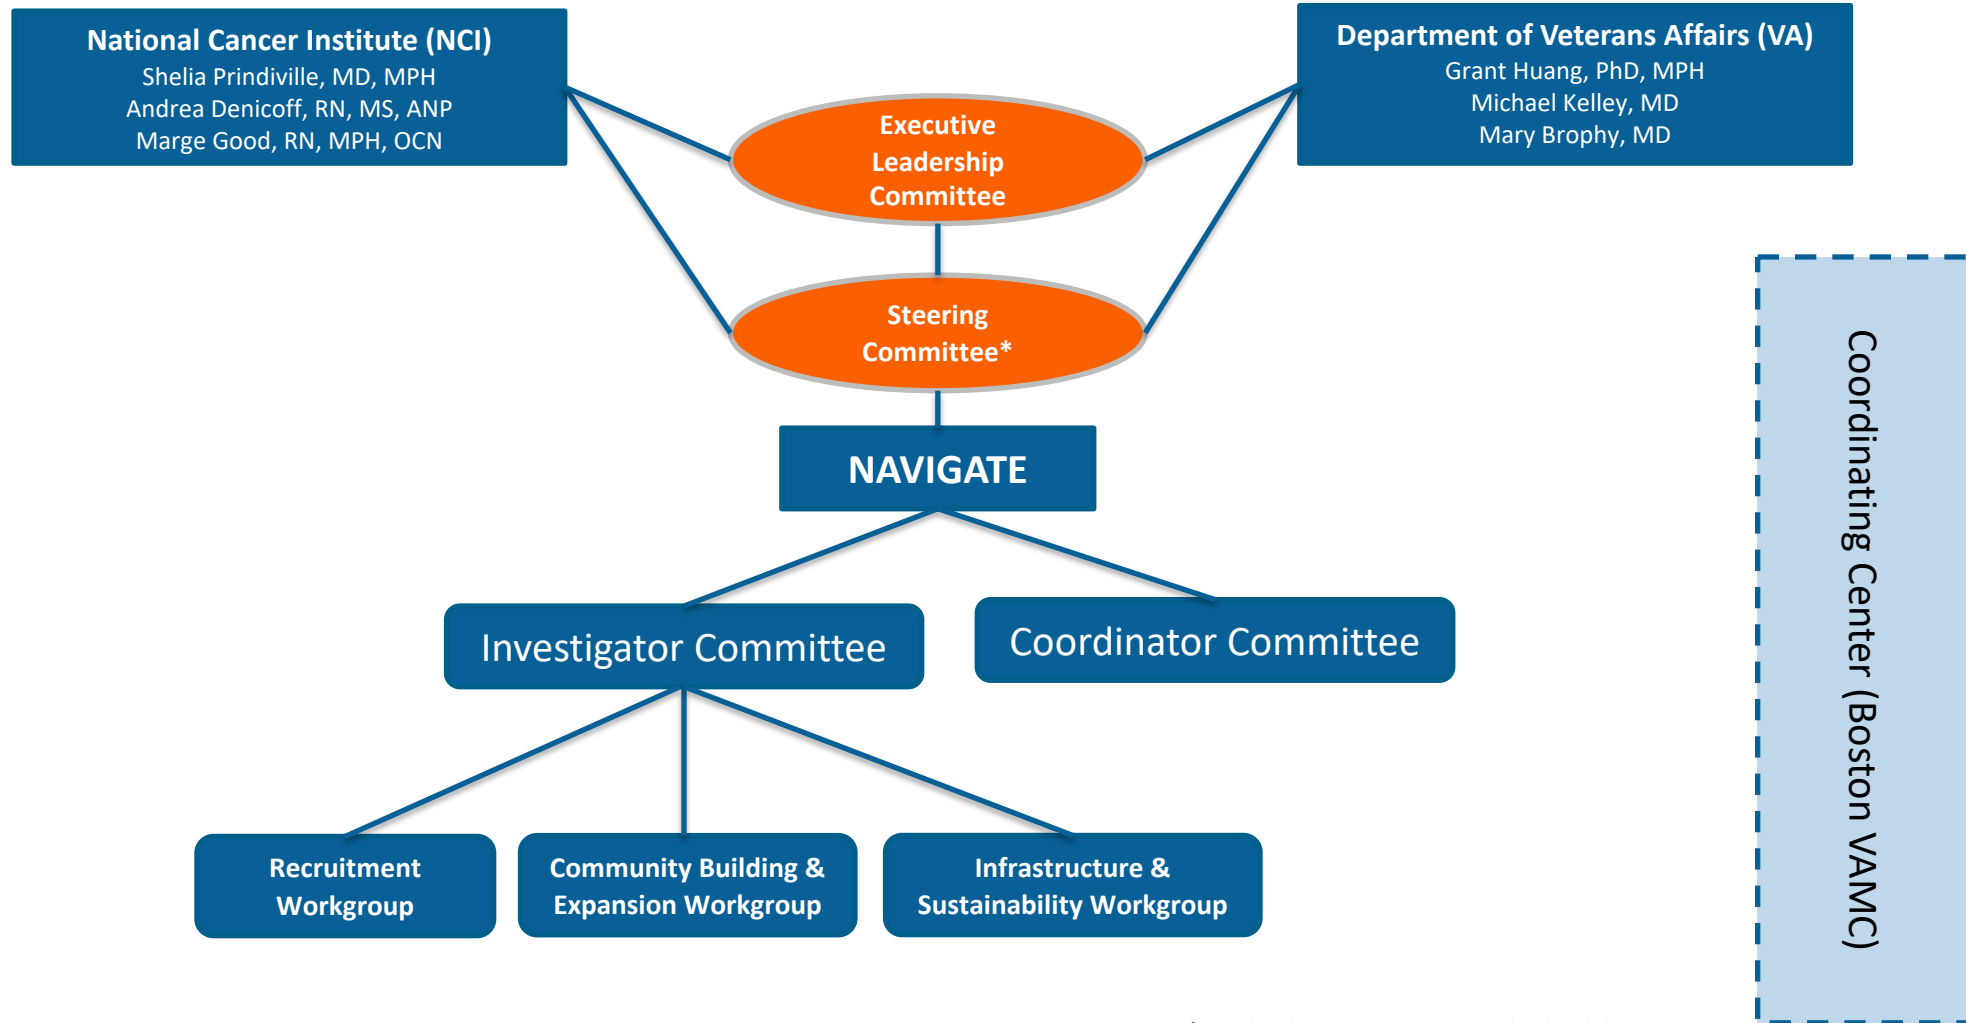 National Cancer Institute (NCI)
Shelia Prindiville, MD, MPH
Andrea Denicoff, RN, MS, ANP
Marge Good, RN, MPH, OCN
Department of Veterans Affairs (VA)
Grant Huang, PhD, MPH
Michael Kelley, MD
Mary Brophy, MD
Executive
Leadership
Committee
Steering
Committee*
NAVIGATE
Investigator Committee
Coordinator Committee
Recruitment
Workgroup
Community Building &
Expansion Workgroup
Infrastructure &
Sustainability Workgroup
Coordinating Center (Boston VAMC)